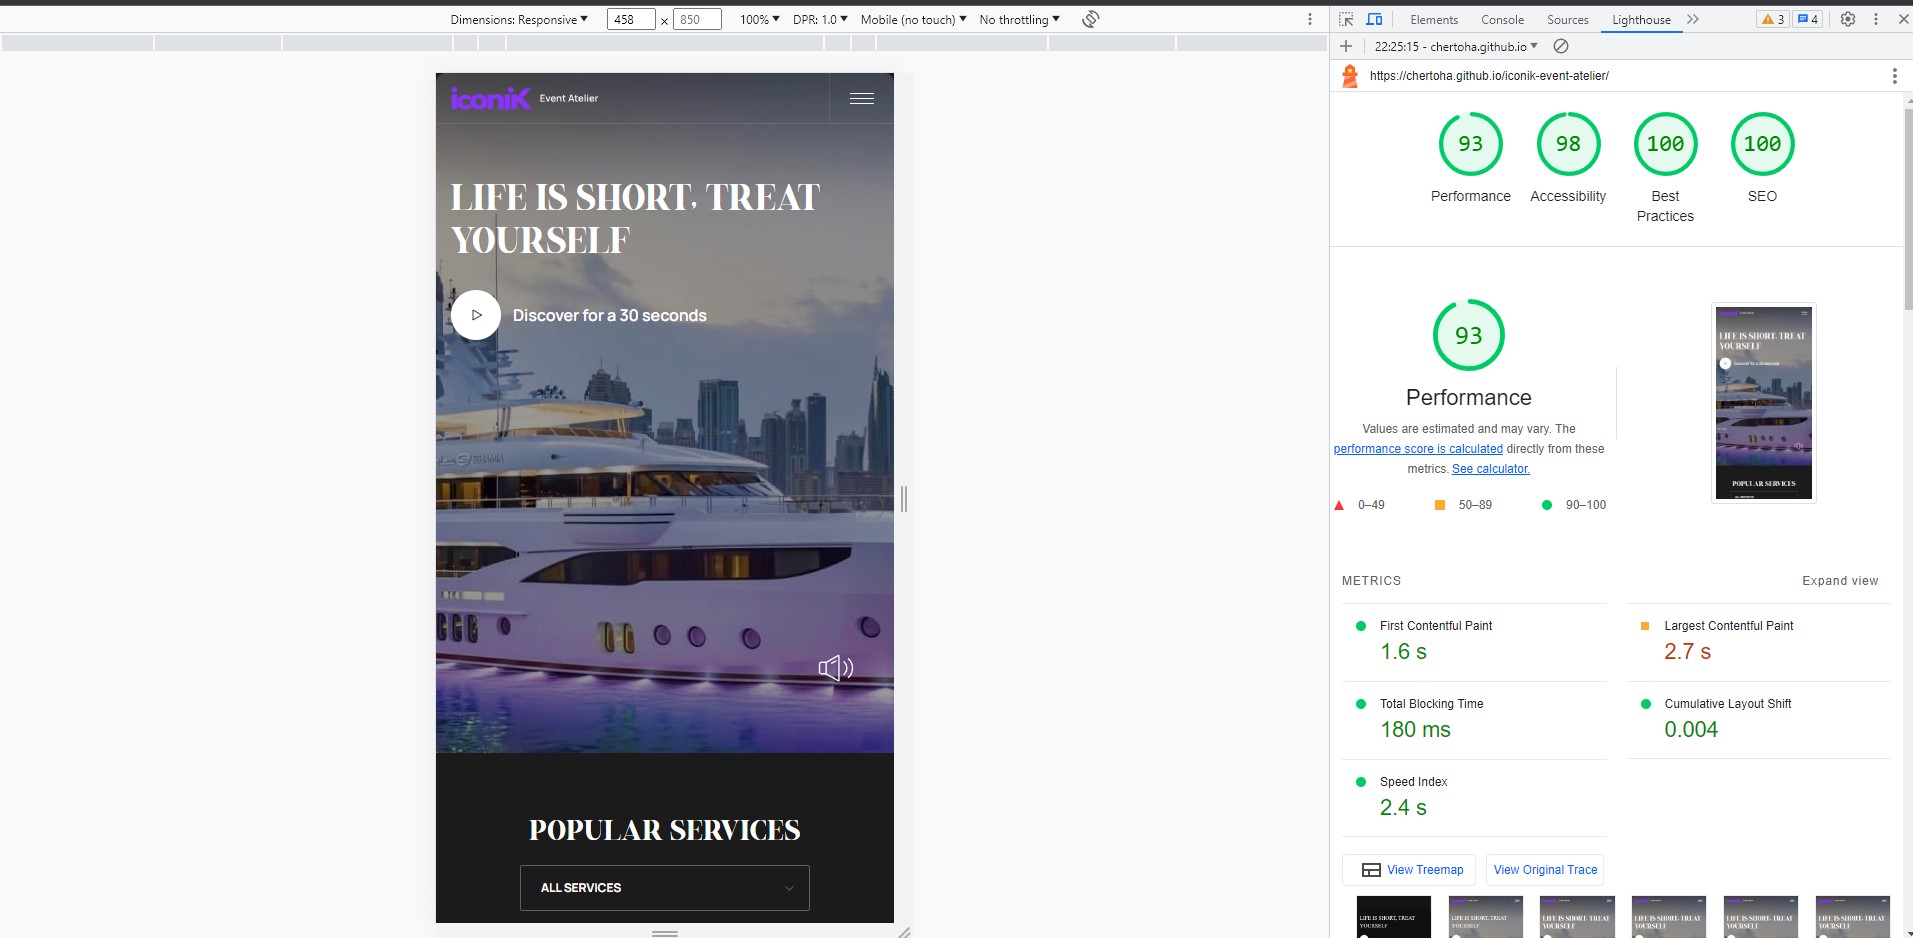 Dimensions: Responsive 458 x 850 100% DPR: 1.0 Mobile (no touch) No throttling
iconiK Event Atelier
LIFE IS SHORT, TREAT
YOURSELF
Discover for a 30 seconds
POPULAR SERVICES
ALL SERVICES
Elements Console Sources Lighthouse 3 4
22:25:15 - chertoha.github.io
https://chertoha.github.io/iconik-event-atelier/
93 98 100 100
Performance Accessibility Best Practices SEO
93
Performance
Values are estimated and may vary. The
performance score is calculated directly from these
metrics. See calculator.
0–49 50–89 90–100
iconiK
LIFE IS SHORT, TREAT
YOURSELF
Discover for a 30 seconds
POPULAR SERVICES
METRICS Expand view
First Contentful Paint
1.6 s
Largest Contentful Paint
2.7 s
Total Blocking Time
180 ms
Cumulative Layout Shift
0.004
Speed Index
2.4 s
View Treemap View Original Trace
LIFE IS SHORT, TREAT
YOURSELF
LIFE IS SHORT, TREAT
YOURSELF
LIFE IS SHORT, TREAT
YOURSELF
LIFE IS SHORT, TREAT
YOURSELF
LIFE IS SHORT, TREAT
YOURSELF
LIFE IS SHORT, TREAT
YOURSELF